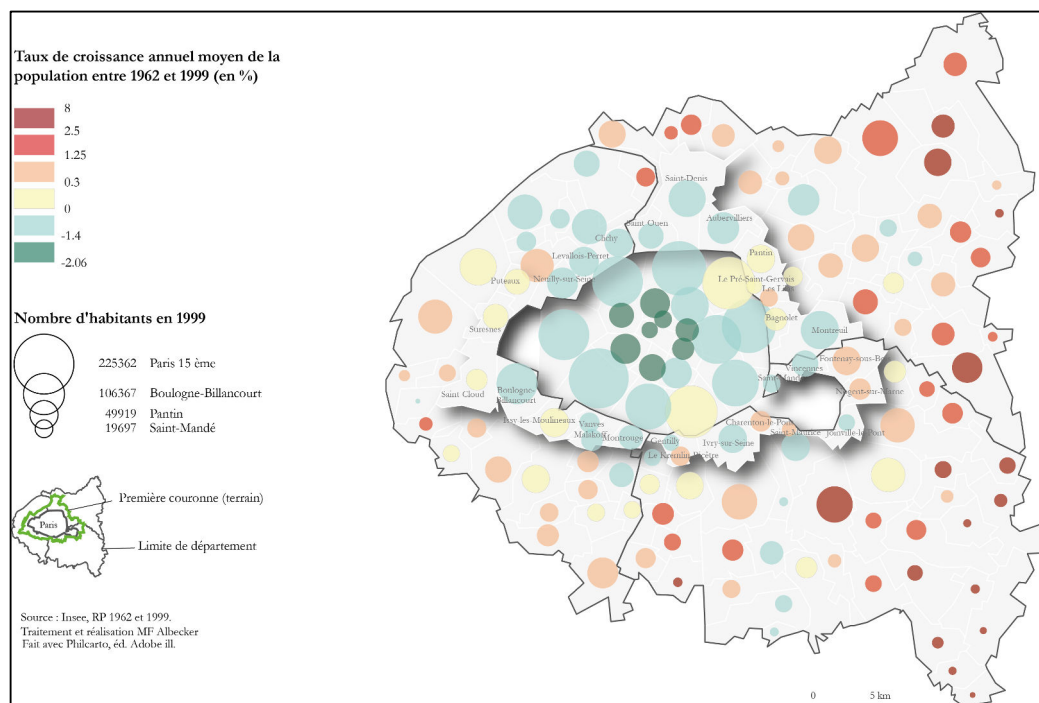 Taux de croissance annuel moyen de la
population entre 1962 et 1999 (en %)
8
2.5
1.25
0.3
0
-1.4
-2.06
Nombre d'habitants en 1999
225362 Paris 15 ème
106367 Boulogne-Billancourt
49919 Pantin
19697 Saint-Mandé
Première couronne (terrain)
Paris
Limite de département
Source : Insee, RP 1962 et 1999.
Traitement et réalisation MF Albecker
Fait avec Philcarto, éd. Adobe ill.
Saint-Denis
Saint Ouen
Aubervilliers
Clichy
Levallois-Perret
Pantin
Puteaux
Neuilly-sur-Sein
Le Pré-Saint-Gervais
Les
Suresnes
Bagnolet
Montreuil
Fontenay-sous-Bo
Vincennes
Saint-Mandé
Saint Cloud
Boulogne-
Billancourt
Nogent-sur-Marne
Issy-les-Moulineaux
Vanves
Malakoff
Montrouge
Gentilly
Le Kremlin-Bicêtre
Ivry-sur-Seine
Charenton-le-Pont
Saint-Maurice
Joinville-le-Pont
0 5 km